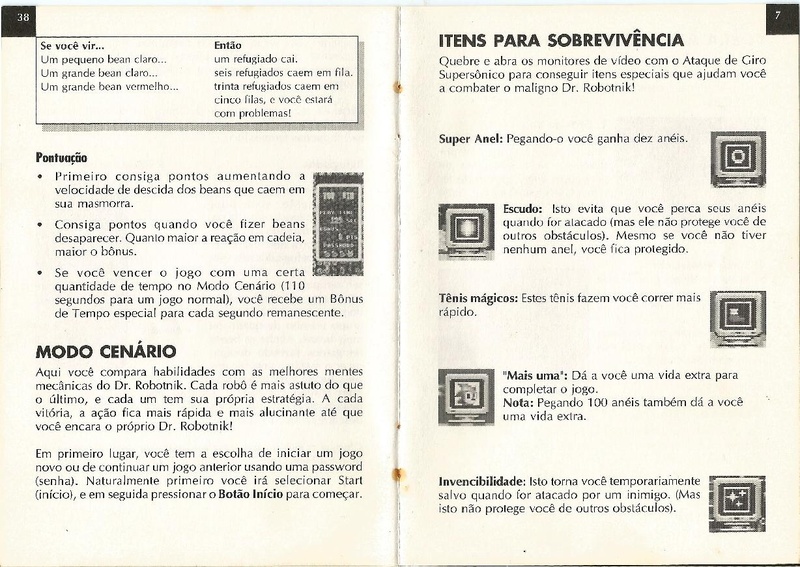 38
Se você vir... Então
Um pequeno bean claro... um refugiado cai.
Um grande bean claro... seis refugiados caem em fila.
Um grande bean vermelho... trinta refugiados caem em
cinco filas, e você estará
com problemas!
Pontuação
• Primeiro consiga pontos aumentando a
velocidade de descida dos beans que caem em
sua masmorra.
• Consiga pontos quando você fizer beans
desaparecer. Quanto maior a reação em cadeia,
maior o bônus.
• Se você vencer o jogo com uma certa
quantidade de tempo no Modo Cenário (110
segundos para um jogo normal), você recebe um Bônus
de Tempo especial para cada segundo remanescente.
MODO CENÁRIO
Aqui você compara habilidades com as melhores mentes
mecânicas do Dr. Robotnik. Cada robô é mais astuto do que
o último, e cada um tem sua própria estratégia. A cada
vitória, a ação fica mais rápida e mais alucinante até que
você encara o próprio Dr. Robotnik!
Em primeiro lugar, você tem a escolha de iniciar um jogo
novo ou de continuar um jogo anterior usando uma password
(senha). Naturalmente primeiro você irá selecionar Start
(início), e em seguida pressionar o Botão Início para começar.
7
ITENS PARA SOBREVIVÊNCIA
Quebre e abra os monitores de vídeo com o Ataque de Giro
Supersônico para conseguir itens especiais que ajudam você
a combater o maligno Dr. Robotnik!
Super Anel: Pegando-o você ganha dez anéis.
Escudo: Isto evita que você perca seus anéis
quando for atacado (mas ele não protege você de
outros obstáculos). Mesmo se você não tiver
nenhum anel, você fica protegido.
Tênis mágicos: Estes tênis fazem você correr mais
rápido.
"Mais uma": Dá a você uma vida extra para
completar o jogo.
Nota: Pegando 100 anéis também dá a você
uma vida extra.
Invencibilidade: Isto torna você temporariamente
salvo quando for atacado por um inimigo. (Mas
isto não protege você de outros obstáculos).